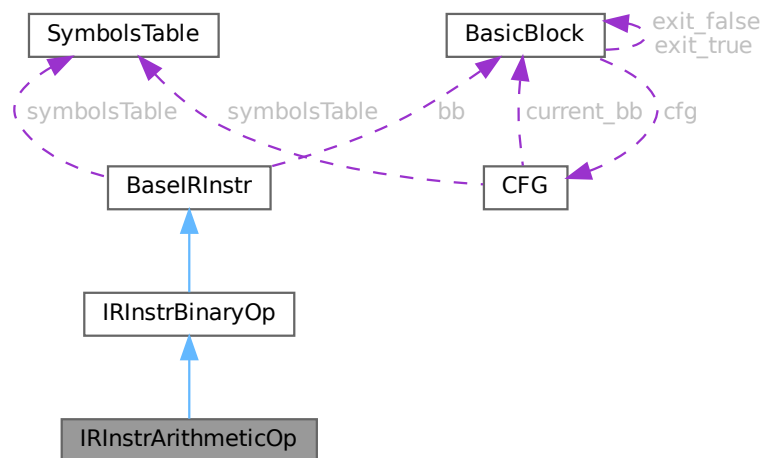 SymbolsTable
BasicBlock
exit_false
exit_true
symbolsTable
symbolsTable
bb
current_bb
cfg
BaseIRInstr
CFG
IRInstrBinaryOp
IRInstrArithmeticOp